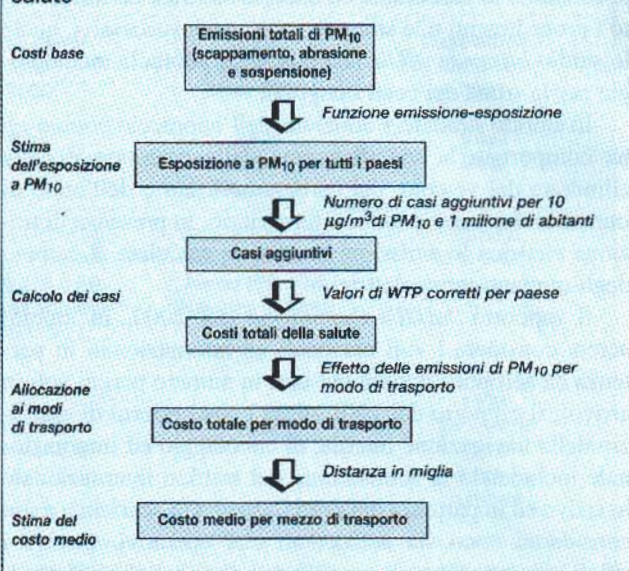 salute
Emissioni totali di PM10
Costi base
(scappamento, abrasione
e sospensione)
Funzione emissione-esposizione
Stima
dell'esposizione
a PM10
Esposizione a PM10 per tutti i paesi
Numero di casi aggiuntivi per 10
µg/m³di PM10 e 1 milione di abitanti
Casi aggiuntivi
Calcolo dei casi
Valori di WTP corretti per paese
Costi totali della salute
Effetto delle emissioni di PM10 per
modo di trasporto
Allocazione
ai modi
di trasporto
Costo totale per modo di trasporto
Distanza in miglia
Stima del
costo medio
Costo medio per mezzo di trasporto